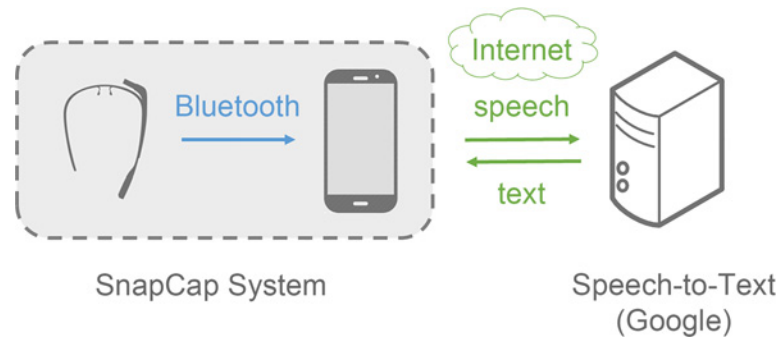 Internet
Bluetooth
speech
text
SnapCap System
Speech-to-Text
(Google)